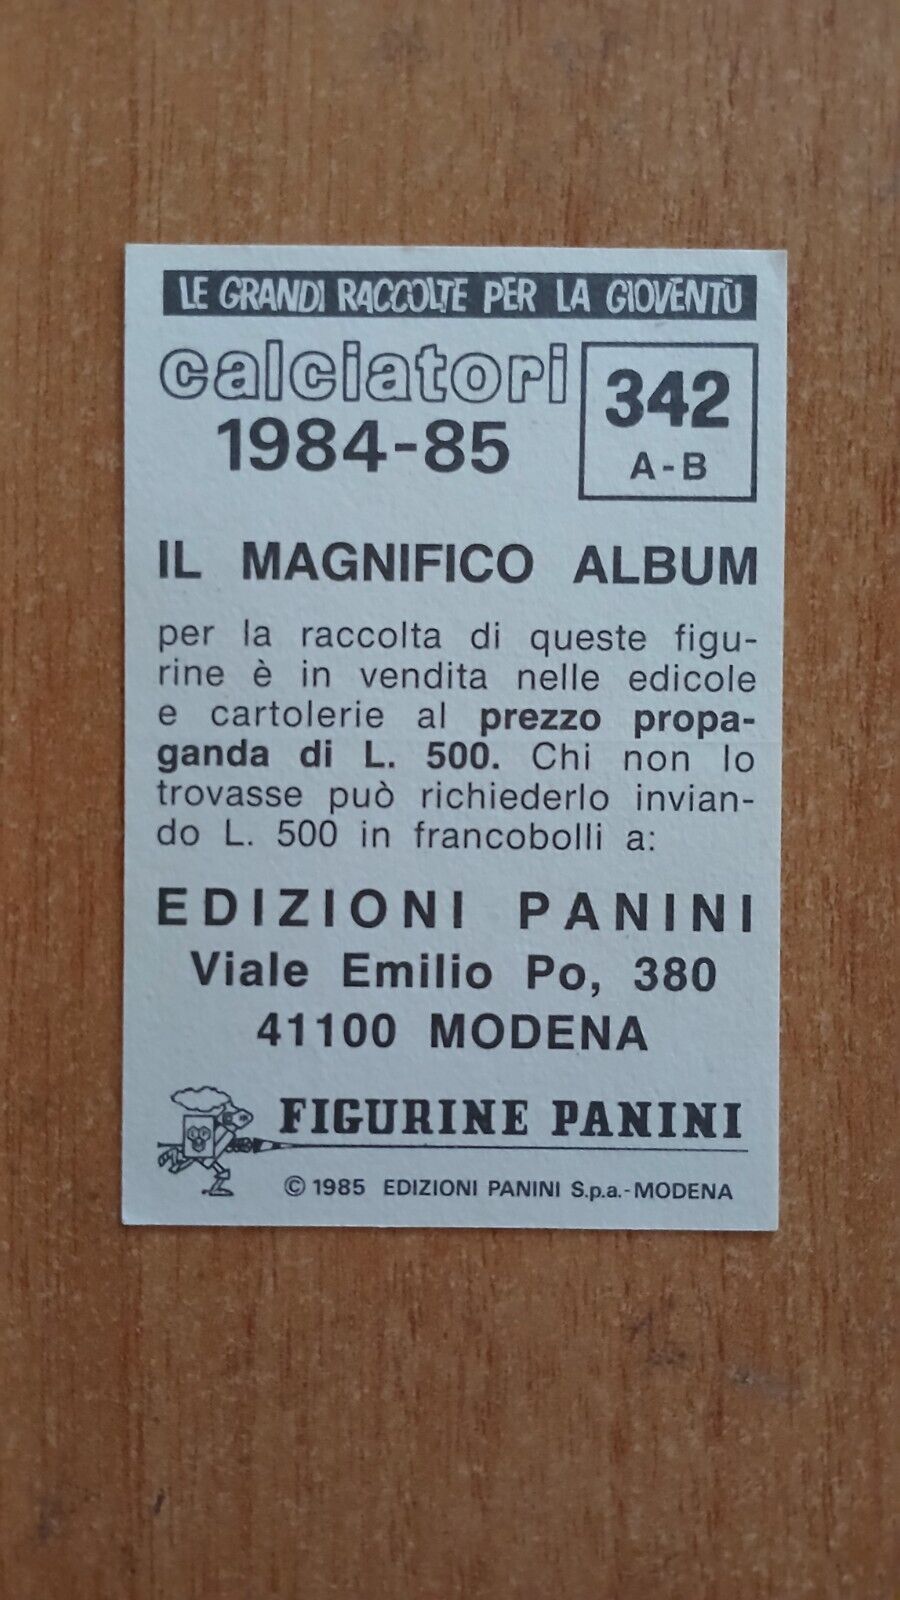 LE GRANDI RACCOLTE PER LA GIOVENTÙ
calciatori
1984-85
342
A-B
IL MAGNIFICO ALBUM
per la raccolta di queste figu-
rine è in vendita nelle edicole
e cartolerie al prezzo propa-
ganda di L. 500. Chi non lo
trovasse può richiederlo invian-
do L. 500 in francobolli a:
EDIZIONI PANINI
Viale Emilio Po, 380
41100 MODENA
FIGURINE PANINI
© 1985 EDIZIONI PANINI S.p.a.-MODENA